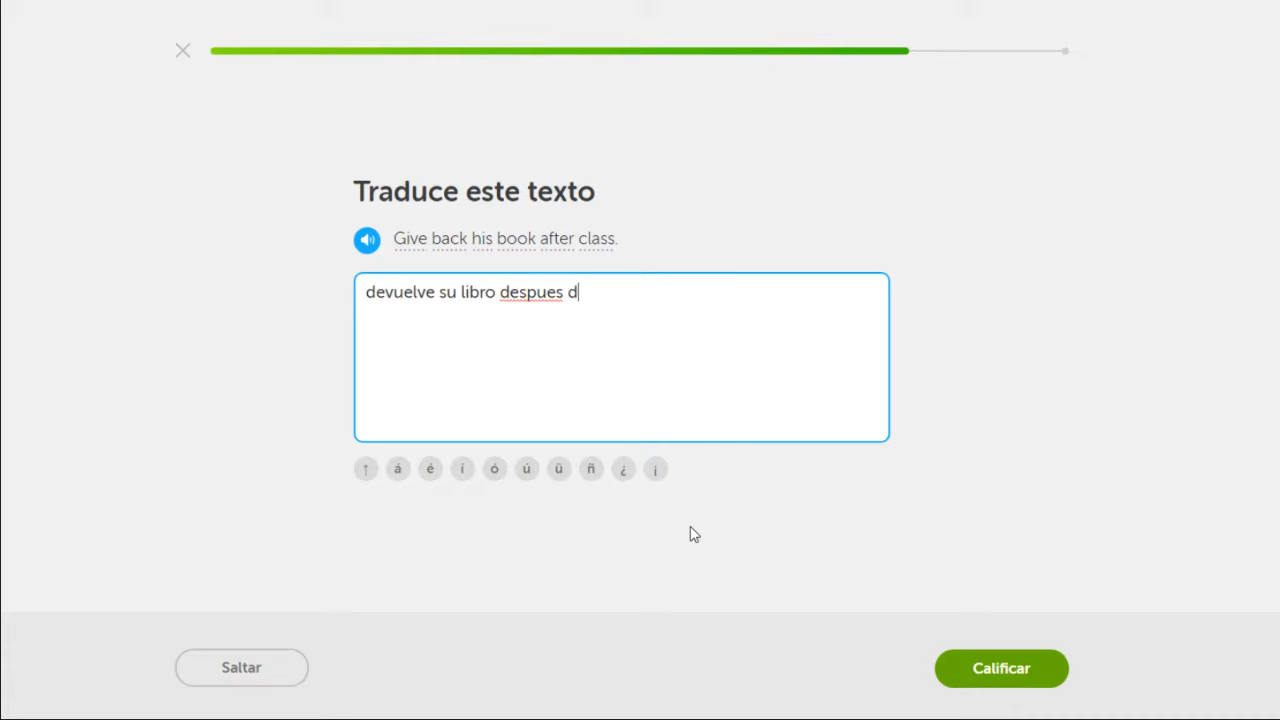 Traduce este texto
Give back his book after class.
devuelve su libro despues d
↑ á é í ó ú ü ñ ¿ ¡
Saltar
Calificar